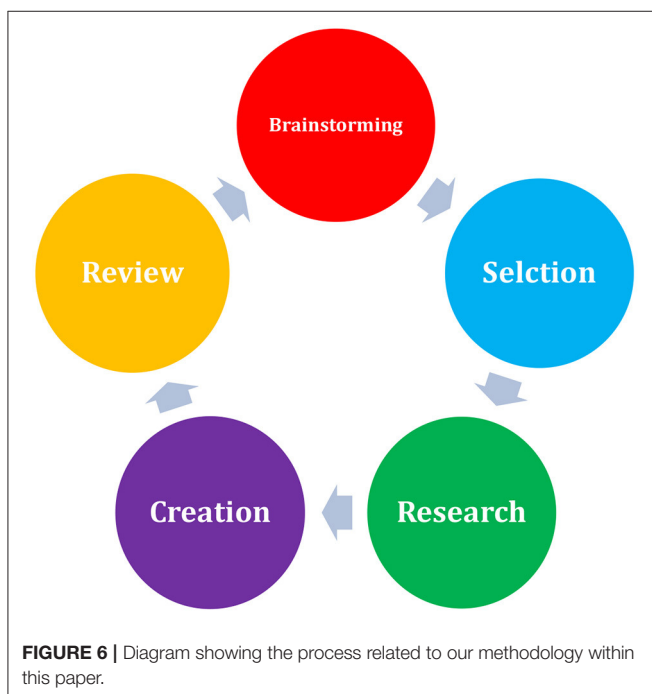 Brainstorming
Selction
Research
Creation
Review
FIGURE 6 | Diagram showing the process related to our methodology within
this paper.